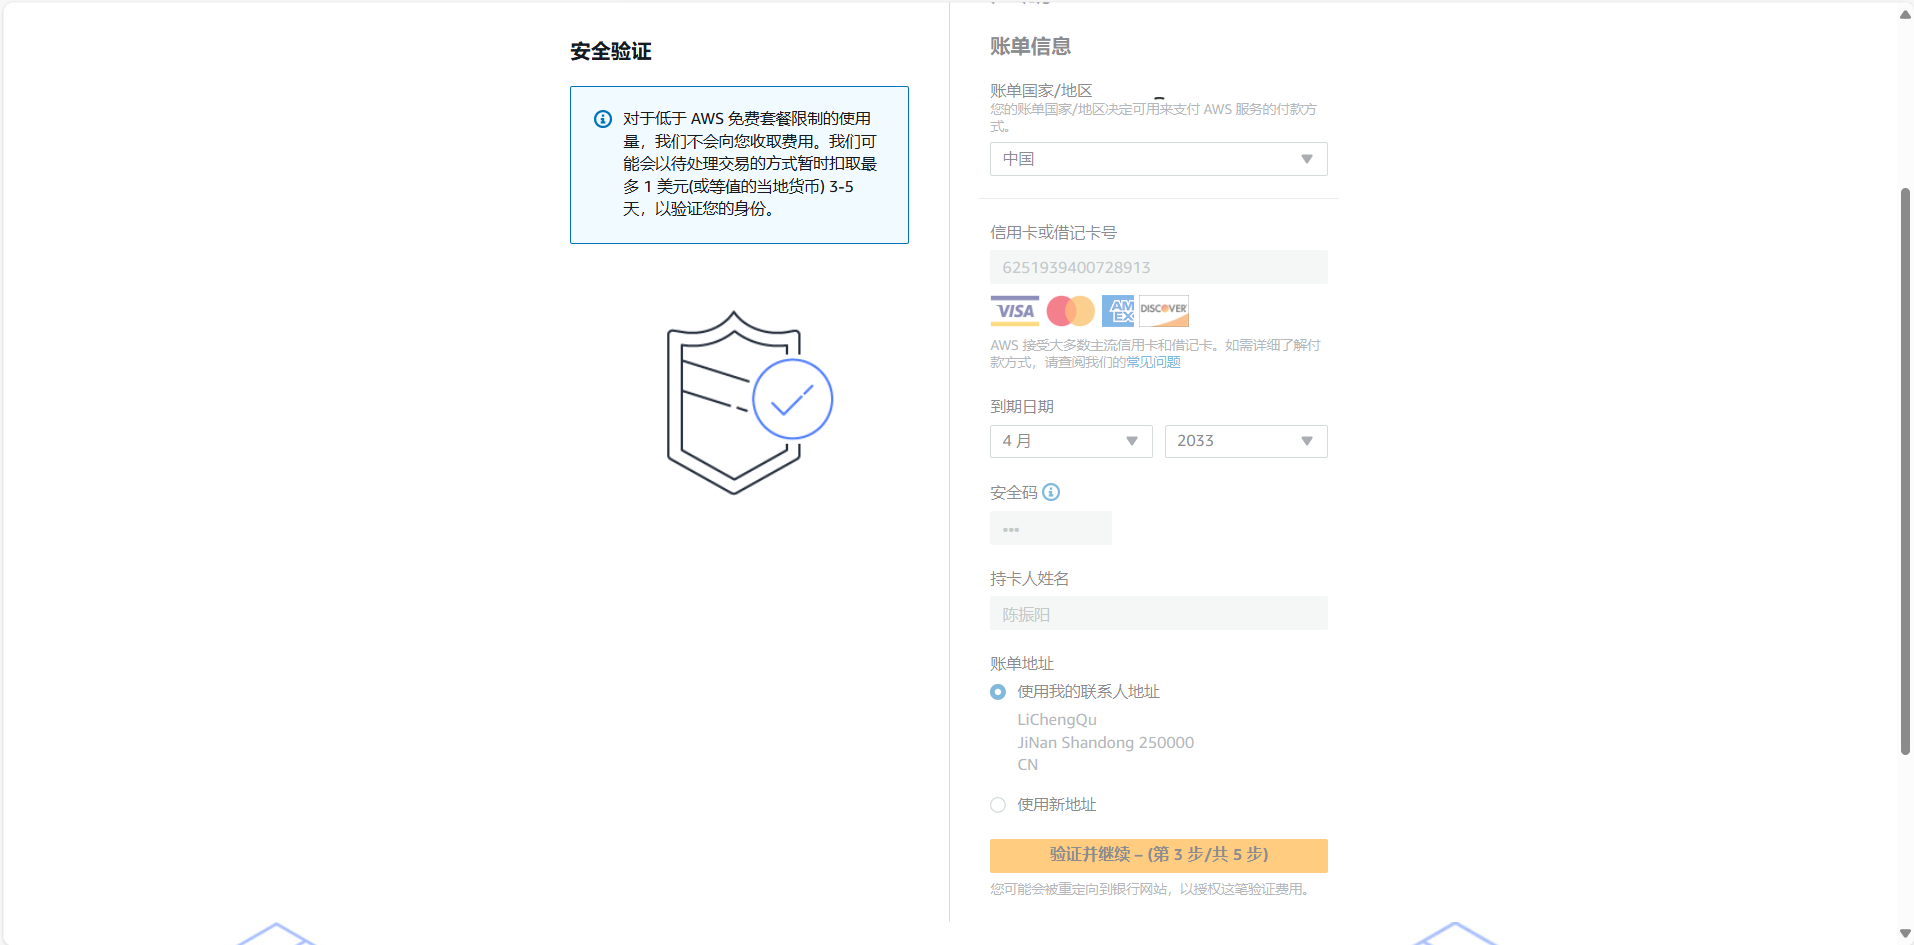 安全验证
对于低于 AWS 免费套餐限制的使用
量，我们不会向您收取费用。我们可
能会以待处理交易的方式暂时扣取最
多 1 美元(或等值的当地货币) 3-5
天，以验证您的身份。
账单信息
账单国家/地区
您的账单国家/地区决定可用来支付 AWS 服务的付款方
式。
中国
信用卡或借记卡号
6251939400728913
VISA
AM
EX
DISCOVER
AWS 接受大多数主流信用卡和借记卡。如需详细了解付
款方式，请查阅我们的常见问题
到期日期
4 月
2033
安全码
•••
持卡人姓名
陈振阳
账单地址
使用我的联系人地址
LiChengQu
JiNan Shandong 250000
CN
使用新地址
验证并继续 – (第 3 步/共 5 步)
您可能会被重定向到银行网站，以授权这笔验证费用。